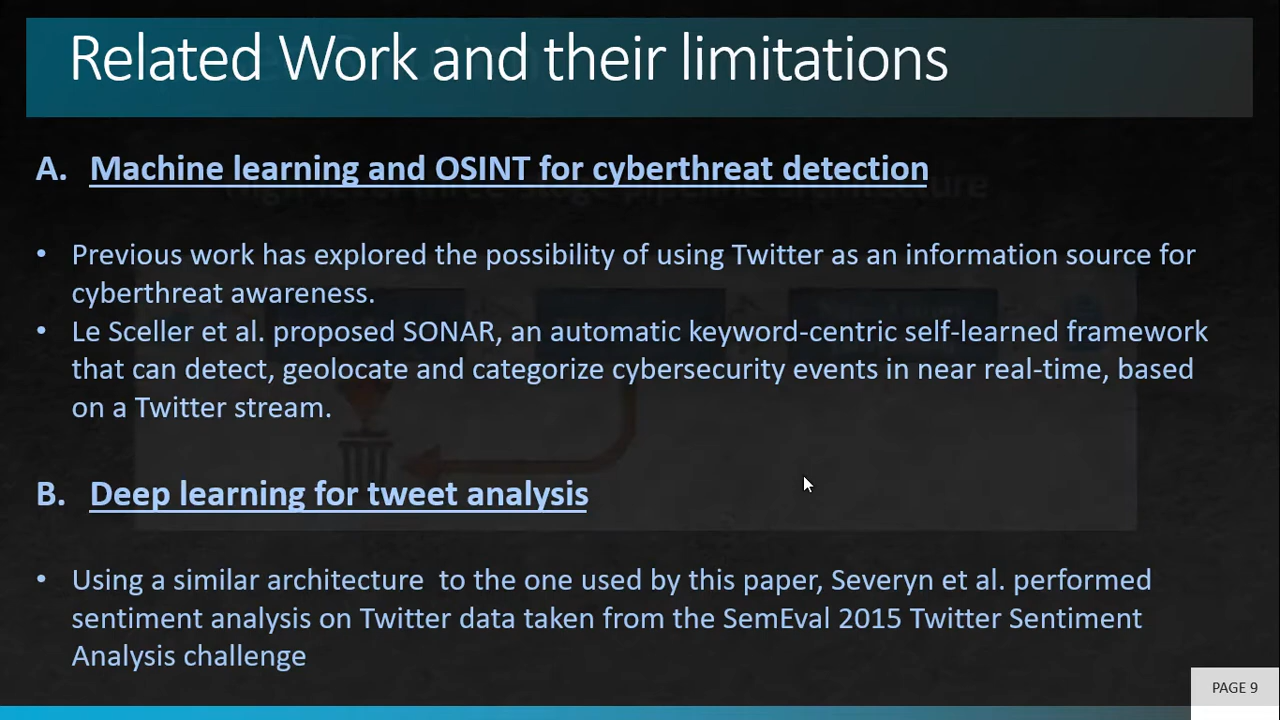 Related Work and their limitations
A. Machine learning and OSINT for cyberthreat detection
• Previous work has explored the possibility of using Twitter as an information source for
cyberthreat awareness.
• Le Sceller et al. proposed SONAR, an automatic keyword-centric self-learned framework
that can detect, geolocate and categorize cybersecurity events in near real-time, based
on a Twitter stream.
B. Deep learning for tweet analysis
• Using a similar architecture  to the one used by this paper, Severyn et al. performed
sentiment analysis on Twitter data taken from the SemEval 2015 Twitter Sentiment
Analysis challenge
PAGE 9